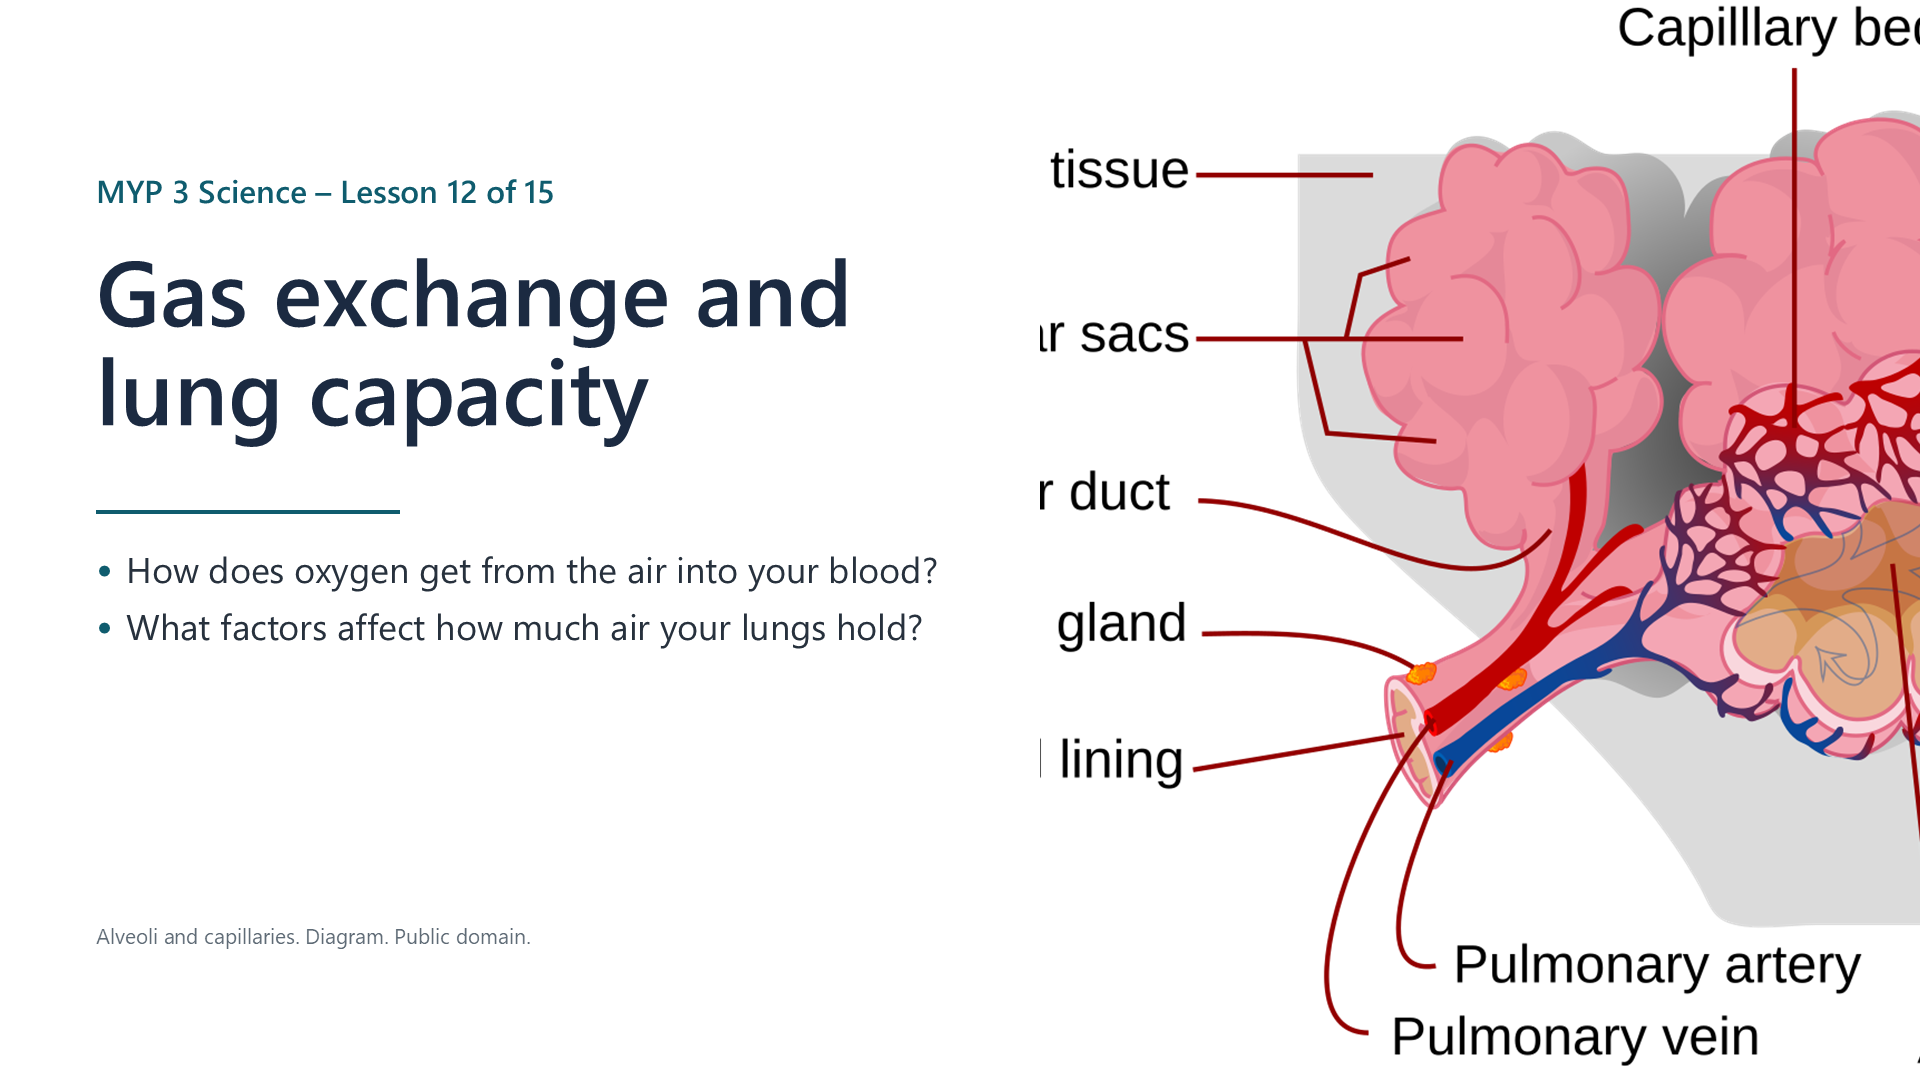 MYP 3 Science – Lesson 12 of 15
Gas exchange and
lung capacity
• How does oxygen get from the air into your blood?
• What factors affect how much air your lungs hold?
Alveoli and capillaries. Diagram. Public domain.
Capilllary
tissue
sacs
duct
gland
lining
Pulmonary artery
Pulmonary vein